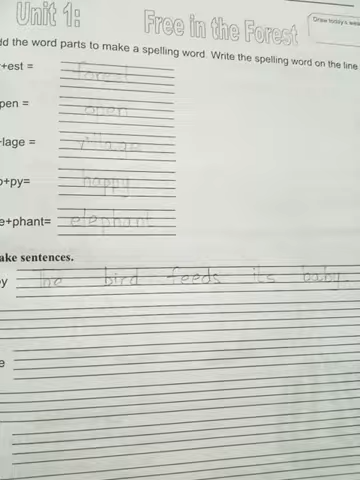 Unit 1: Free in the Forest
Draw today's wea
dd the word parts to make a spelling word. Write the spelling word on the line
+est = forest
pen = open
lage = village
+py= happy
e+phant= elephant
ake sentences.
y The bird feeds its baby.
e